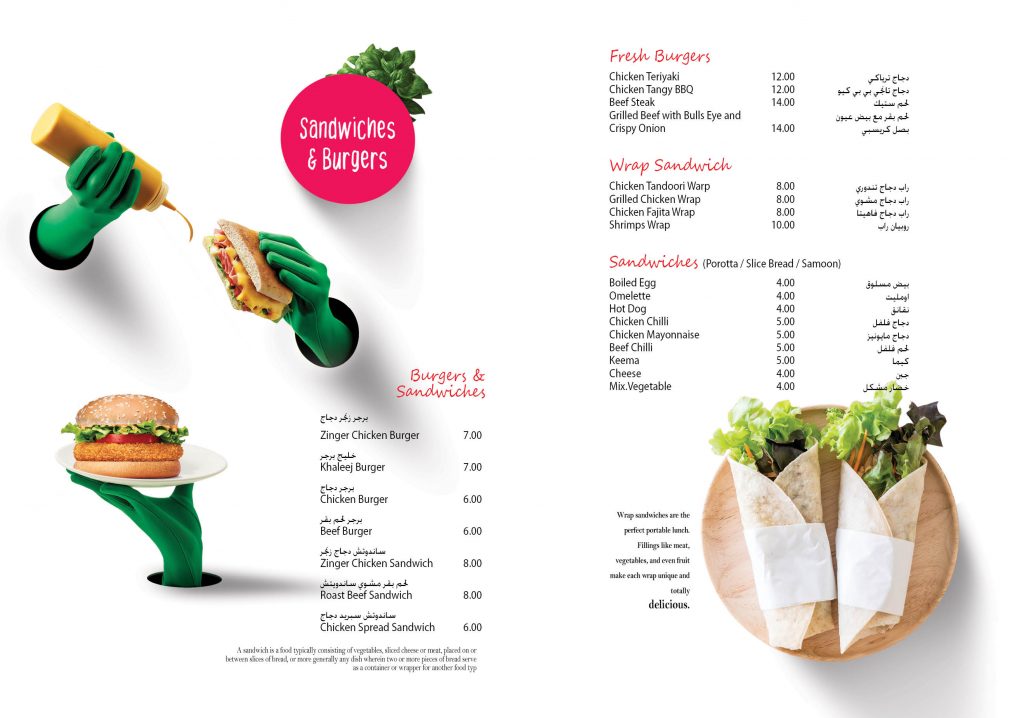 Sandwiches
& Burgers
Burgers &
Sandwiches
برجر زنجر دجاج
Zinger Chicken Burger 7.00
خليج برجر
Khaleej Burger 7.00
برجر دجاج
Chicken Burger 6.00
برجر لحم بقر
Beef Burger 6.00
ساندوتش دجاج زنجر
Zinger Chicken Sandwich 8.00
لحم بقر مشوي ساندويتش
Roast Beef Sandwich 8.00
ساندوتش سبريد دجاج
Chicken Spread Sandwich 6.00
A sandwich is a food typically consisting of vegetables, sliced cheese or meat, placed on or
between slices of bread, or more generally any dish wherein two or more pieces of bread serve
as a container or wrapper for another food typ
Fresh Burgers
Chicken Teriyaki 12.00 دجاج ترياكي
Chicken Tangy BBQ 12.00 دجاج تانجي بي بي كيو
Beef Steak 14.00 لحم ستيك
Grilled Beef with Bulls Eye and لحم بقر مع بيض عيون
Crispy Onion 14.00 بصل كريسبي
Wrap Sandwich
Chicken Tandoori Warp 8.00 راب دجاج تندوري
Grilled Chicken Wrap 8.00 راب دجاج مشوي
Chicken Fajita Wrap 8.00 راب دجاج فاهيتا
Shrimps Wrap 10.00 روبيان راب
Sandwiches (Porotta / Slice Bread / Samoon)
Boiled Egg 4.00 بيض مسلوق
Omelette 4.00 اومليت
Hot Dog 4.00 نقانق
Chicken Chilli 5.00 دجاج فلفل
Chicken Mayonnaise 5.00 دجاج مايونيز
Beef Chilli 5.00 لحم فلفل
Keema 5.00 كيما
Cheese 4.00 جبن
Mix.Vegetable 4.00 خضار مشكل
Wrap sandwiches are the
perfect portable lunch.
Fillings like meat,
vegetables, and even fruit
make each wrap unique and
totally
delicious.